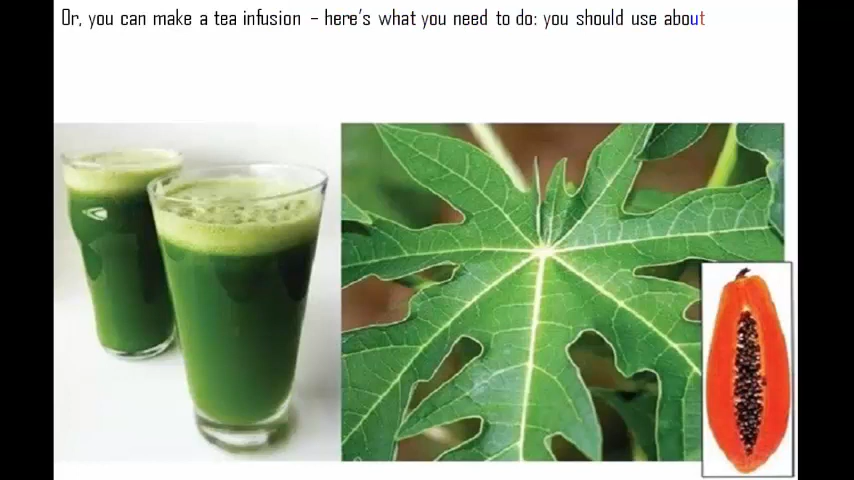 Or, you can make a tea infusion – here's what you need to do: you should use about